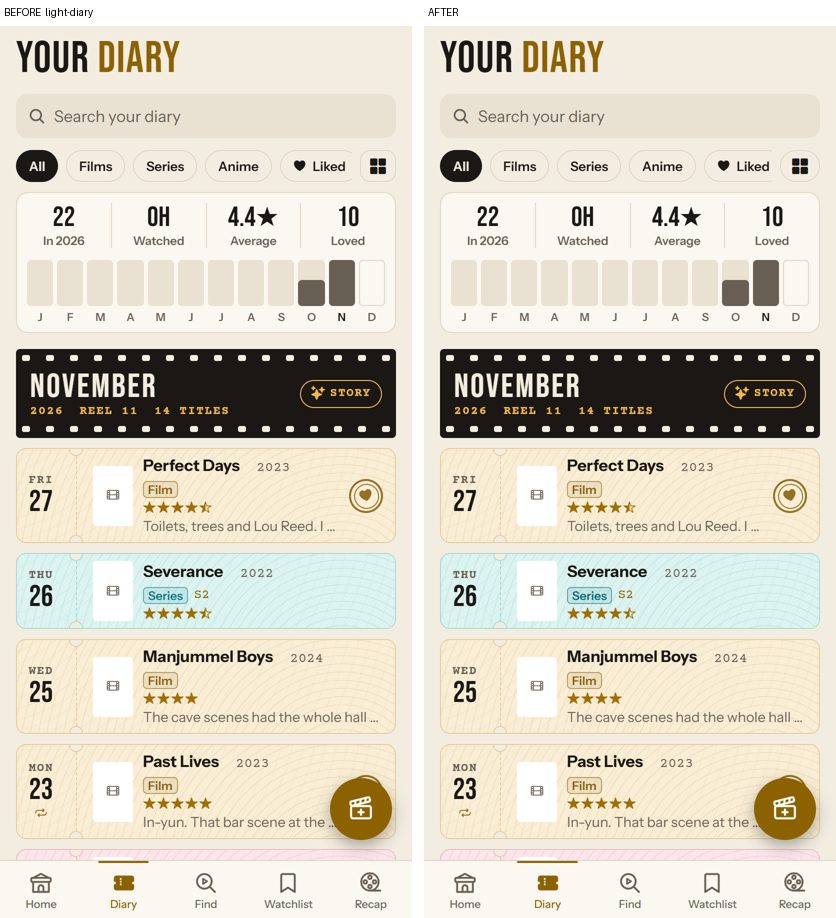 BEFORE light-diary
YOUR DIARY
Search your diary
All Films Series Anime Liked
22 0H 4.4★ 10
In 2026 Watched Average Loved
J F M A M J J A S O N D
NOVEMBER
2026 REEL 11 14 TITLES
STORY
FRI
27
Perfect Days 2023
Film
★★★★⯪
Toilets, trees and Lou Reed. I ...
THU
26
Severance 2022
Series S2
★★★★⯪
WED
25
Manjummel Boys 2024
Film
★★★★
The cave scenes had the whole hall ...
MON
23
Past Lives 2023
Film
★★★★★
In-yun. That bar scene at the ...
Home Diary Find Watchlist Recap
AFTER
YOUR DIARY
Search your diary
All Films Series Anime Liked
22 0H 4.4★ 10
In 2026 Watched Average Loved
J F M A M J J A S O N D
NOVEMBER
2026 REEL 11 14 TITLES
STORY
FRI
27
Perfect Days 2023
Film
★★★★⯪
Toilets, trees and Lou Reed. I ...
THU
26
Severance 2022
Series S2
★★★★⯪
WED
25
Manjummel Boys 2024
Film
★★★★
The cave scenes had the whole hall ...
MON
23
Past Lives 2023
Film
★★★★★
In-yun. That bar scene at the ...
Home Diary Find Watchlist Recap